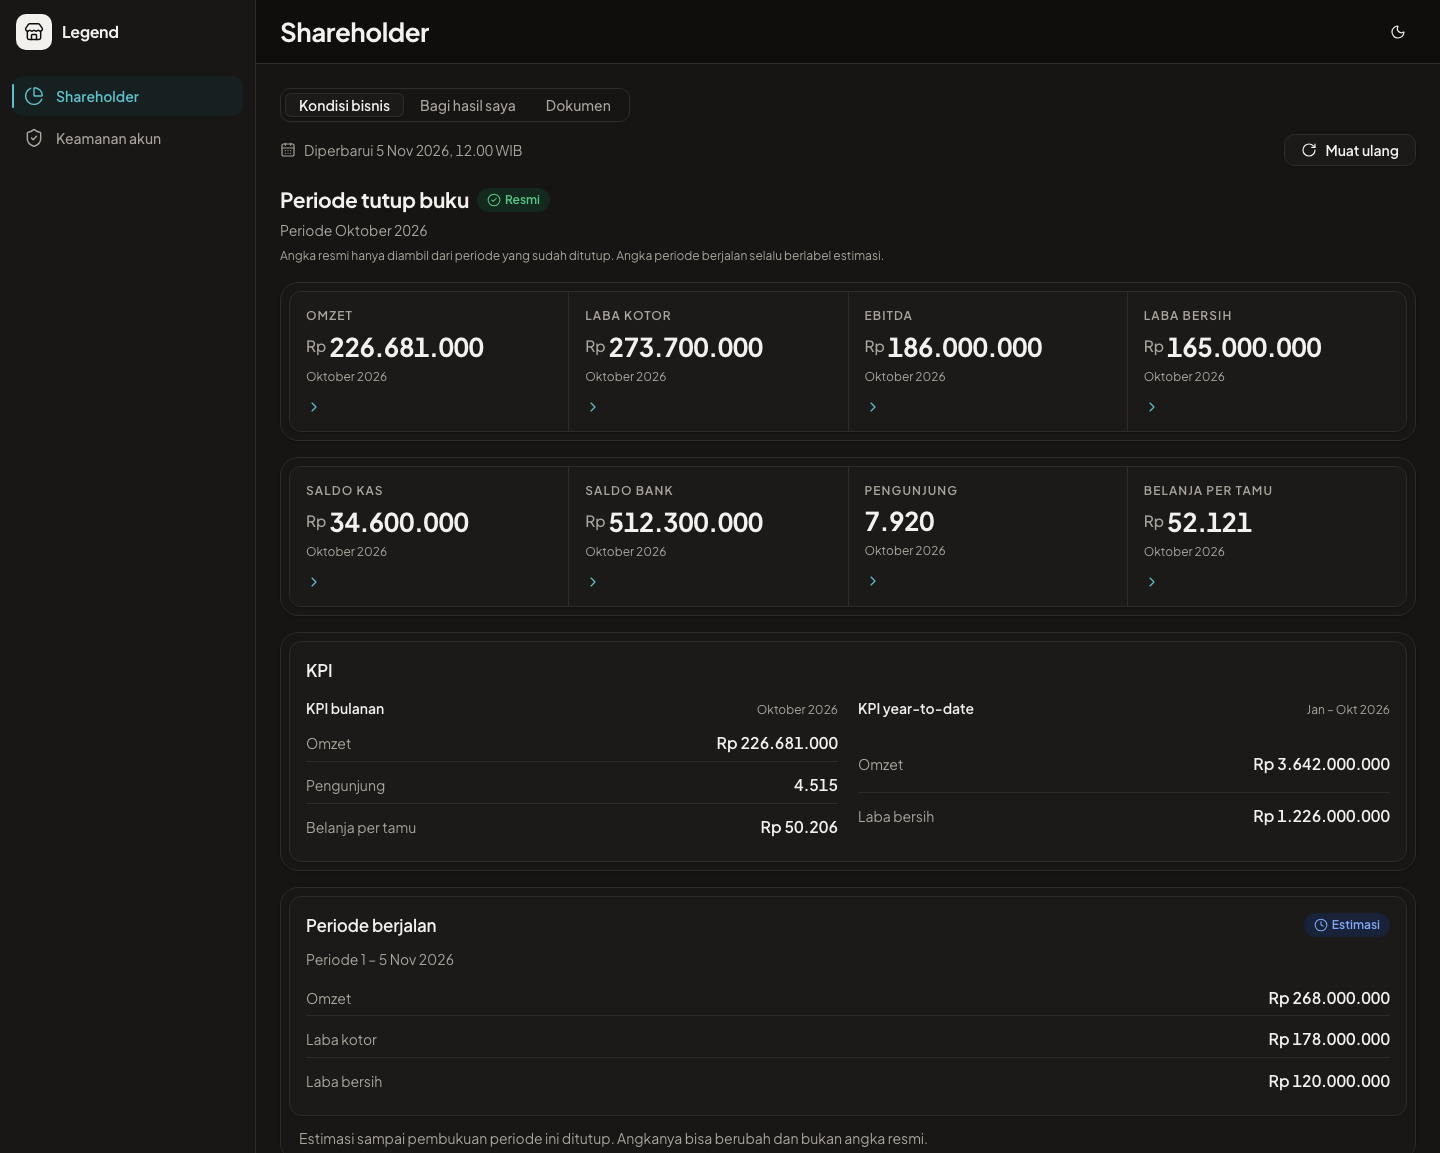 Legend
Shareholder
Shareholder
Keamanan akun
Kondisi bisnis
Bagi hasil saya
Dokumen
Diperbarui 5 Nov 2026, 12.00 WIB
Muat ulang
Periode tutup buku
Resmi
Periode Oktober 2026
Angka resmi hanya diambil dari periode yang sudah ditutup. Angka periode berjalan selalu berlabel estimasi.
OMZET
Rp 226.681.000
Oktober 2026
LABA KOTOR
Rp 273.700.000
Oktober 2026
EBITDA
Rp 186.000.000
Oktober 2026
LABA BERSIH
Rp 165.000.000
Oktober 2026
SALDO KAS
Rp 34.600.000
Oktober 2026
SALDO BANK
Rp 512.300.000
Oktober 2026
PENGUNJUNG
7.920
Oktober 2026
BELANJA PER TAMU
Rp 52.121
Oktober 2026
KPI
KPI bulanan Oktober 2026
Omzet Rp 226.681.000
Pengunjung 4.515
Belanja per tamu Rp 50.206
KPI year-to-date Jan – Okt 2026
Omzet Rp 3.642.000.000
Laba bersih Rp 1.226.000.000
Periode berjalan
Estimasi
Periode 1 – 5 Nov 2026
Omzet Rp 268.000.000
Laba kotor Rp 178.000.000
Laba bersih Rp 120.000.000
Estimasi sampai pembukuan periode ini ditutup. Angkanya bisa berubah dan bukan angka resmi.